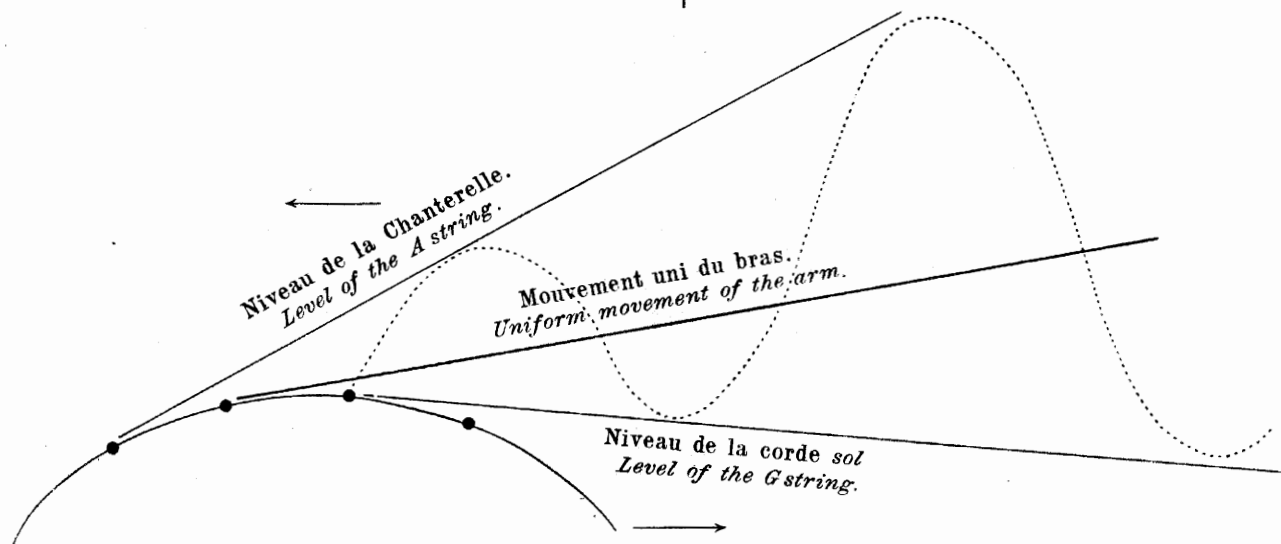 Niveau de la Chanterelle.
Level of the A string.
Mouvement uni du bras.
Uniform movement of the arm.
Niveau de la corde sol
Level of the G string.